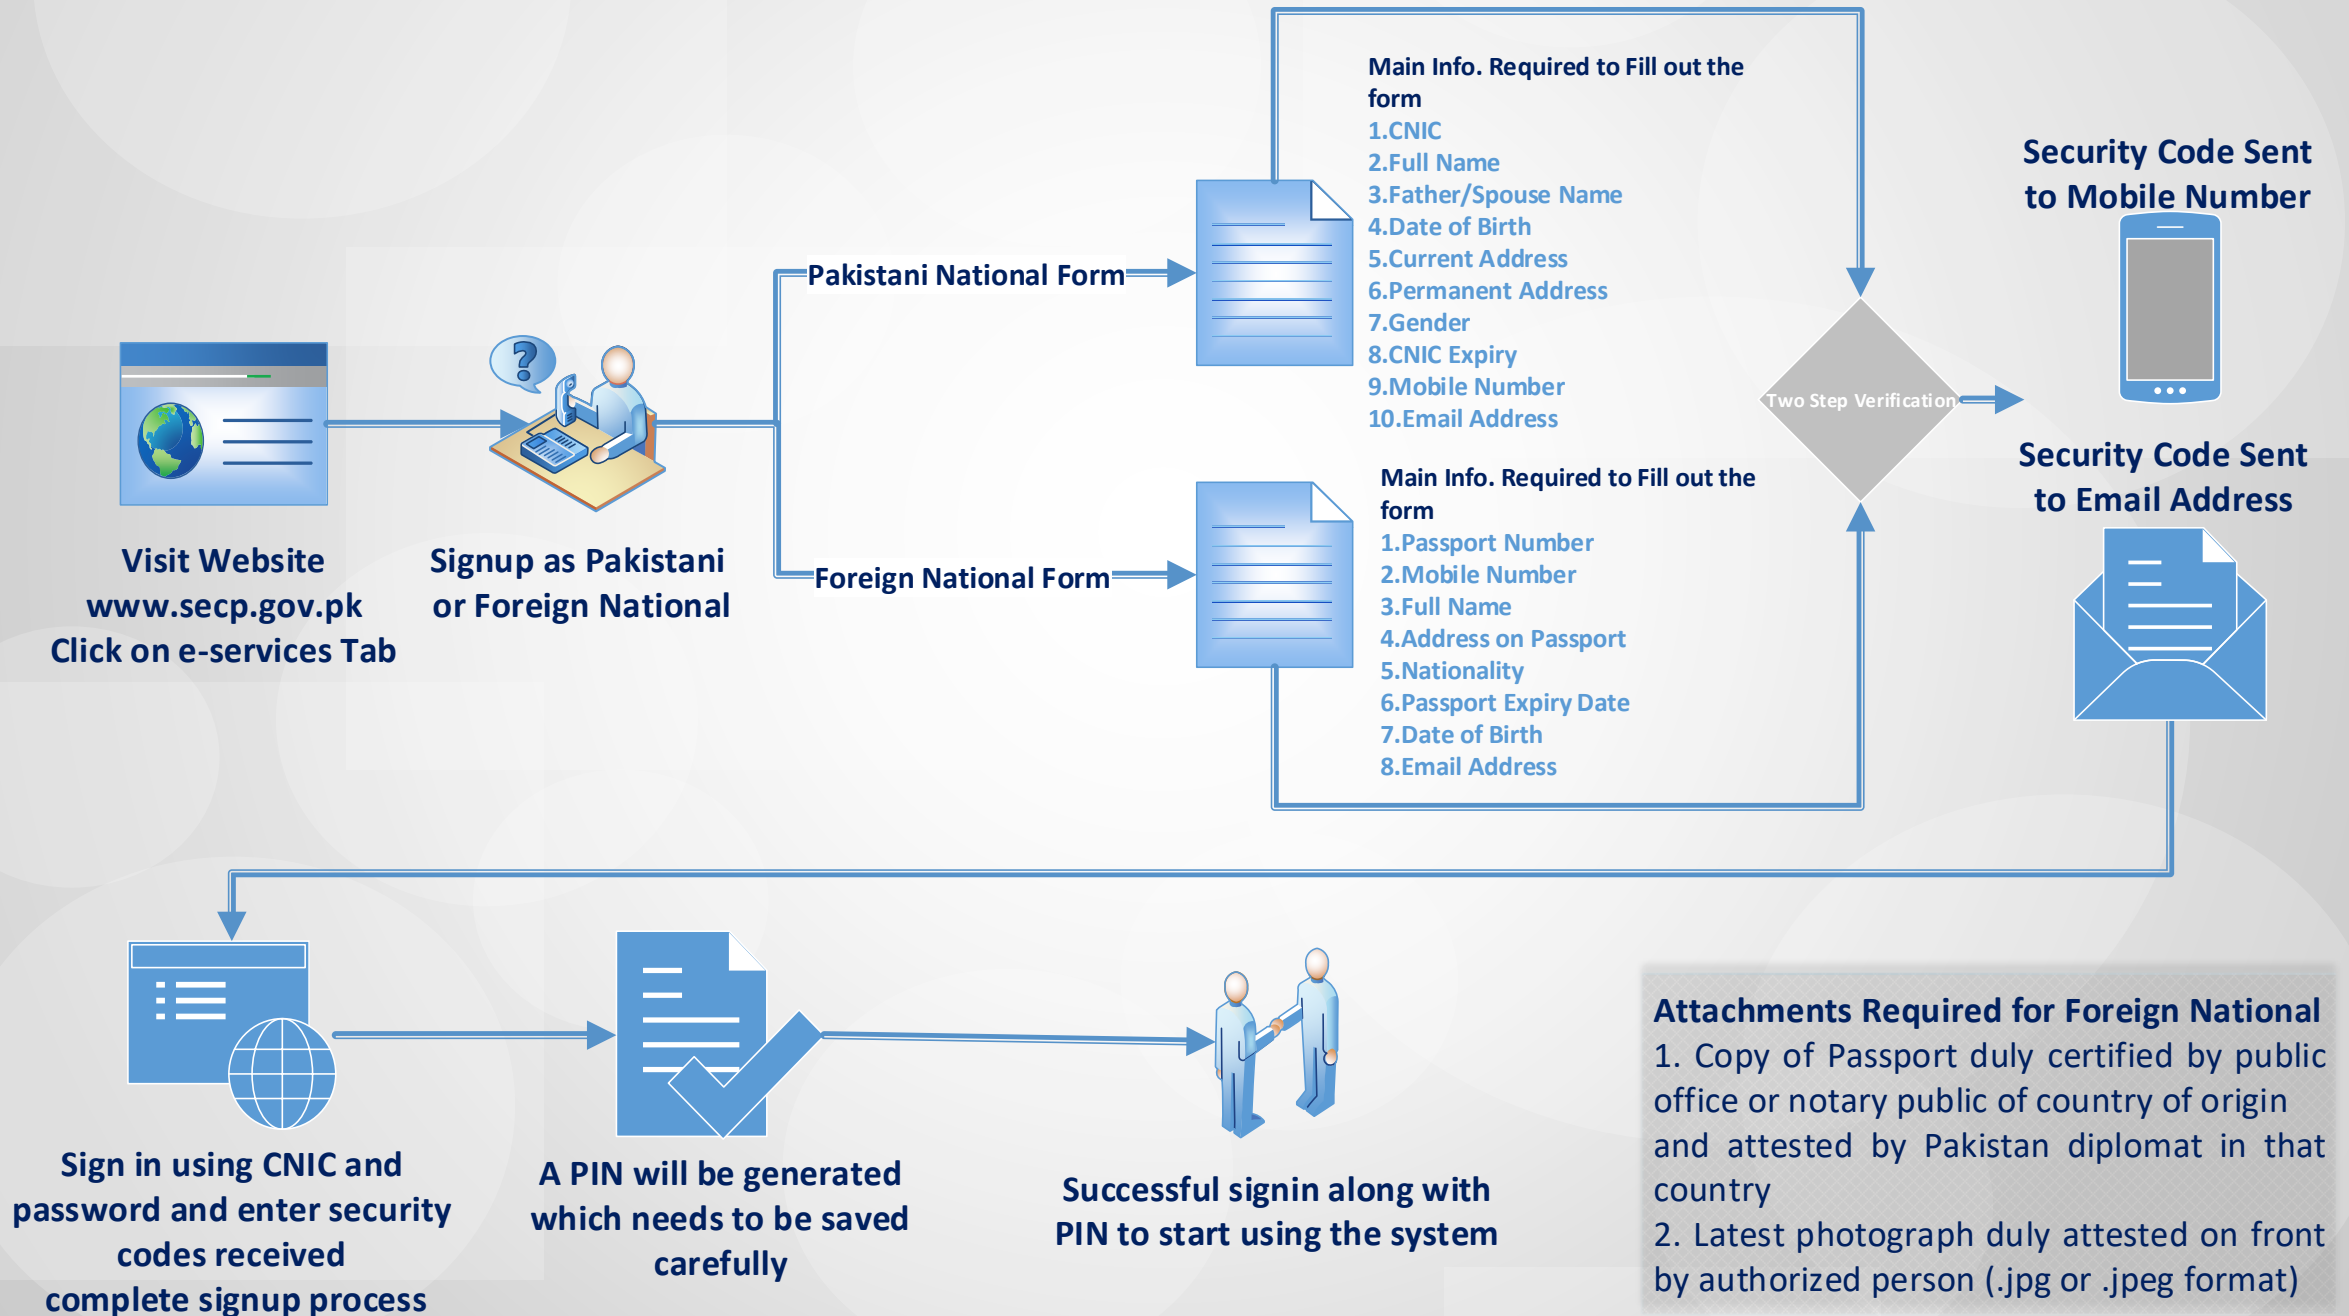 Visit Website
www.secp.gov.pk
Click on e-services Tab
Signup as Pakistani
or Foreign National
Pakistani National Form
Foreign National Form
Main Info. Required to Fill out the
form
1.CNIC
2.Full Name
3.Father/Spouse Name
4.Date of Birth
5.Current Address
6.Permanent Address
7.Gender
8.CNIC Expiry
9.Mobile Number
10.Email Address
Main Info. Required to Fill out the
form
1.Passport Number
2.Mobile Number
3.Full Name
4.Address on Passport
5.Nationality
6.Passport Expiry Date
7.Date of Birth
8.Email Address
Two Step Verification
Security Code Sent
to Mobile Number
Security Code Sent
to Email Address
Sign in using CNIC and
password and enter security
codes received
complete signup process
A PIN will be generated
which needs to be saved
carefully
Successful signin along with
PIN to start using the system
Attachments Required for Foreign National
1. Copy of Passport duly certified by public
office or notary public of country of origin
and attested by Pakistan diplomat in that
country
2. Latest photograph duly attested on front
by authorized person (.jpg or .jpeg format)